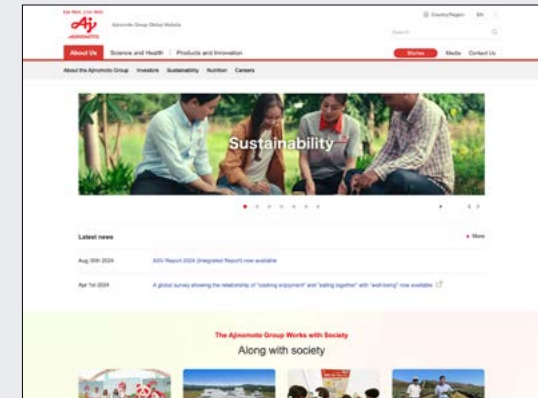 Eat Well, Live Well.
Aj
AJINOMOTO
Ajinomoto Group Global Website
Country/Region EN
Search
About Us Science and Health Products and Innovation Stories Media Contact Us
About the Ajinomoto Group Investors Sustainability Nutrition Careers
Sustainability
Latest news More
Aug 30th 2024 ASV Report 2024 (Integrated Report) now available
Apr 1st 2024 A global survey showing the relationship of "cooking enjoyment" and "eating together" with "well-being" now available
The Ajinomoto Group Works with Society
Along with society